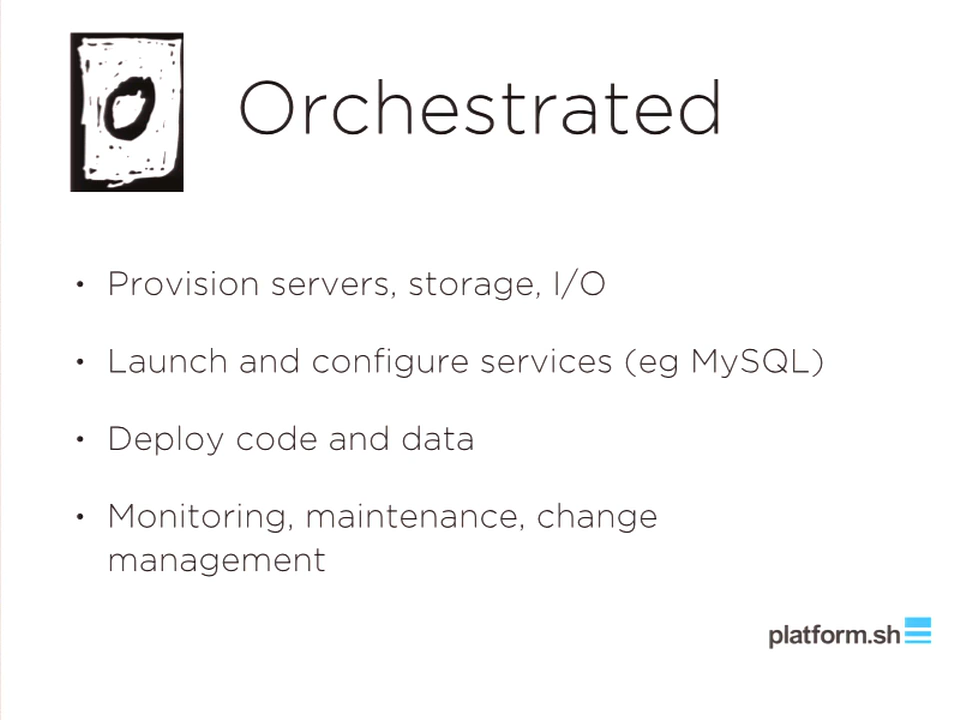 O
Orchestrated
• Provision servers, storage, I/O
• Launch and configure services (eg MySQL)
• Deploy code and data
• Monitoring, maintenance, change
management
platform.sh